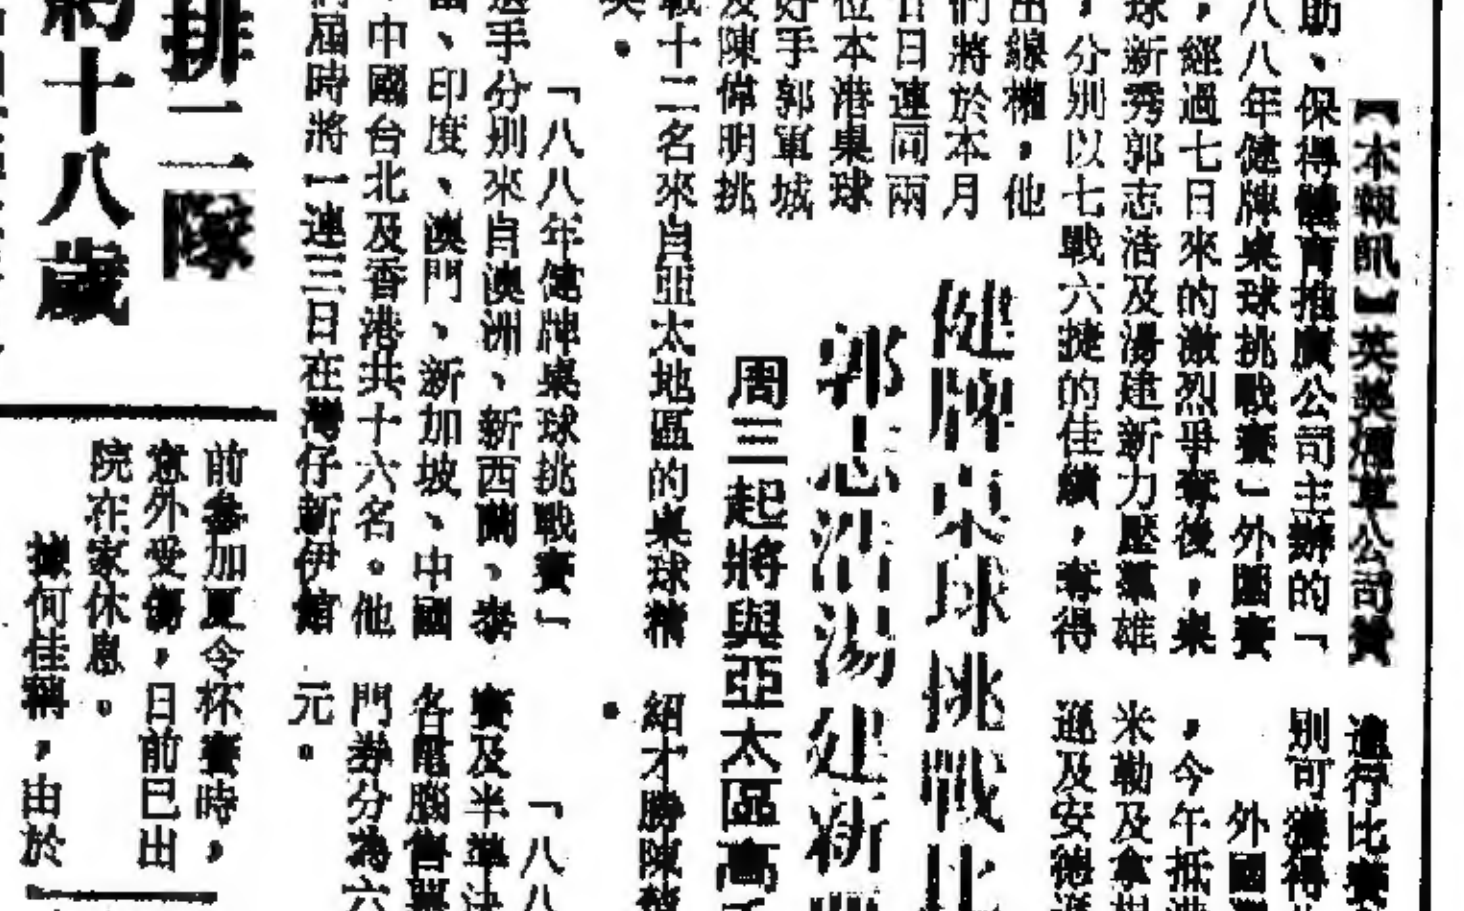 【本報訊】英美煙草公司贊
助、保得體育推廣公司主辦的「
八八年健牌桌球挑戰賽」外圍賽
，經過七日來的激烈爭奪後，桌
球新秀郭志浩及湯建新力壓羣雄
，分別以七戰六捷的佳績，奪得
出線權，他
們將於本月
廿日連同兩
位本港桌球
好手郭軍城
及陳偉明挑
戰十二名來自亞太地區的桌球精
英。
「八八年健牌桌球挑戰賽」
選手分別來自澳洲、新西蘭、泰
、印度、澳門、新加坡、中國
、中國台北及香港共十六名。他
們屆時將一連三日在灣仔新伊館
健牌桌球挑戰
郭志浩湯建新
周三起將與亞太區高
進行比賽
別可獲得
外國
，今午抵港
米勒及拿
遜及安德遜
紹才勝陳
。
「八八
賽及半準決
名電腦售票
門券分為六
元。
排二隊
十八歲
前參加夏令杯賽時，
意外受傷，日前已出
院在家休息。
據何佳稱，由於